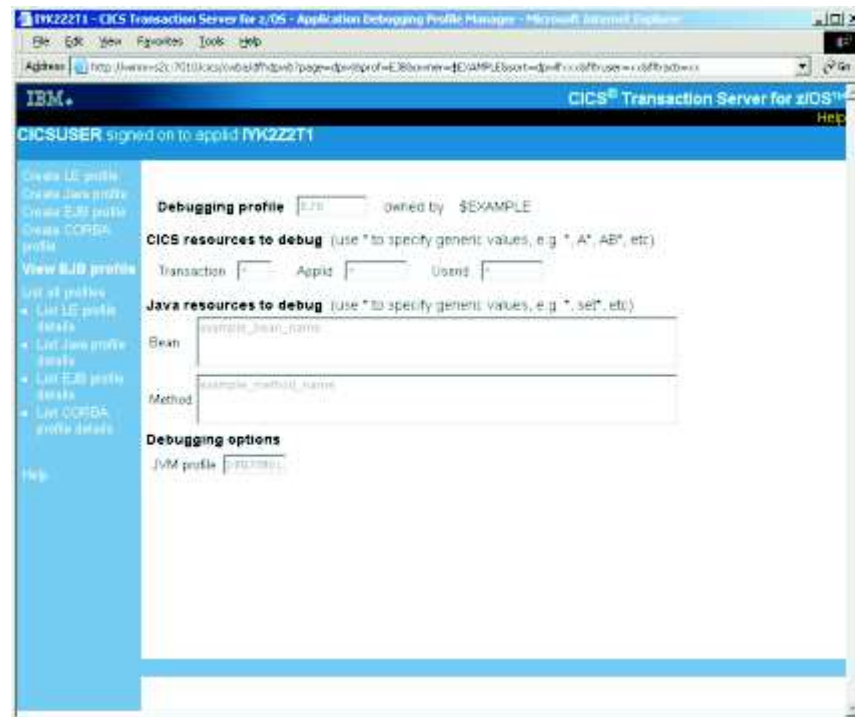 IYK2Z2T1 - CICS Transaction Server for z/OS - Application Debugging Profile Manager - Microsoft Internet Explorer
File Edit View Favorites Tools Help
Address
Go
IBM.
CICS® Transaction Server for z/OS™
Help
CICSUSER signed on to applid IYK2Z2T1
Create LE profile
Create Java profile
Create EJB profile
Create CORBA
profile
View EJB profile
List all profiles
List LE profile
details
List Java profile
details
List EJB profile
details
List CORBA
profile details
Help
Debugging profile EJB owned by $EXAMPLE
CICS resources to debug (use * to specify generic values, e.g. *, A*, AB*, etc)
Transaction * Applid * Userid *
Java resources to debug (use * to specify generic values, e.g. *, set*, etc)
example_bean_name
Bean
example_method_name
Method
Debugging options
JVM profile